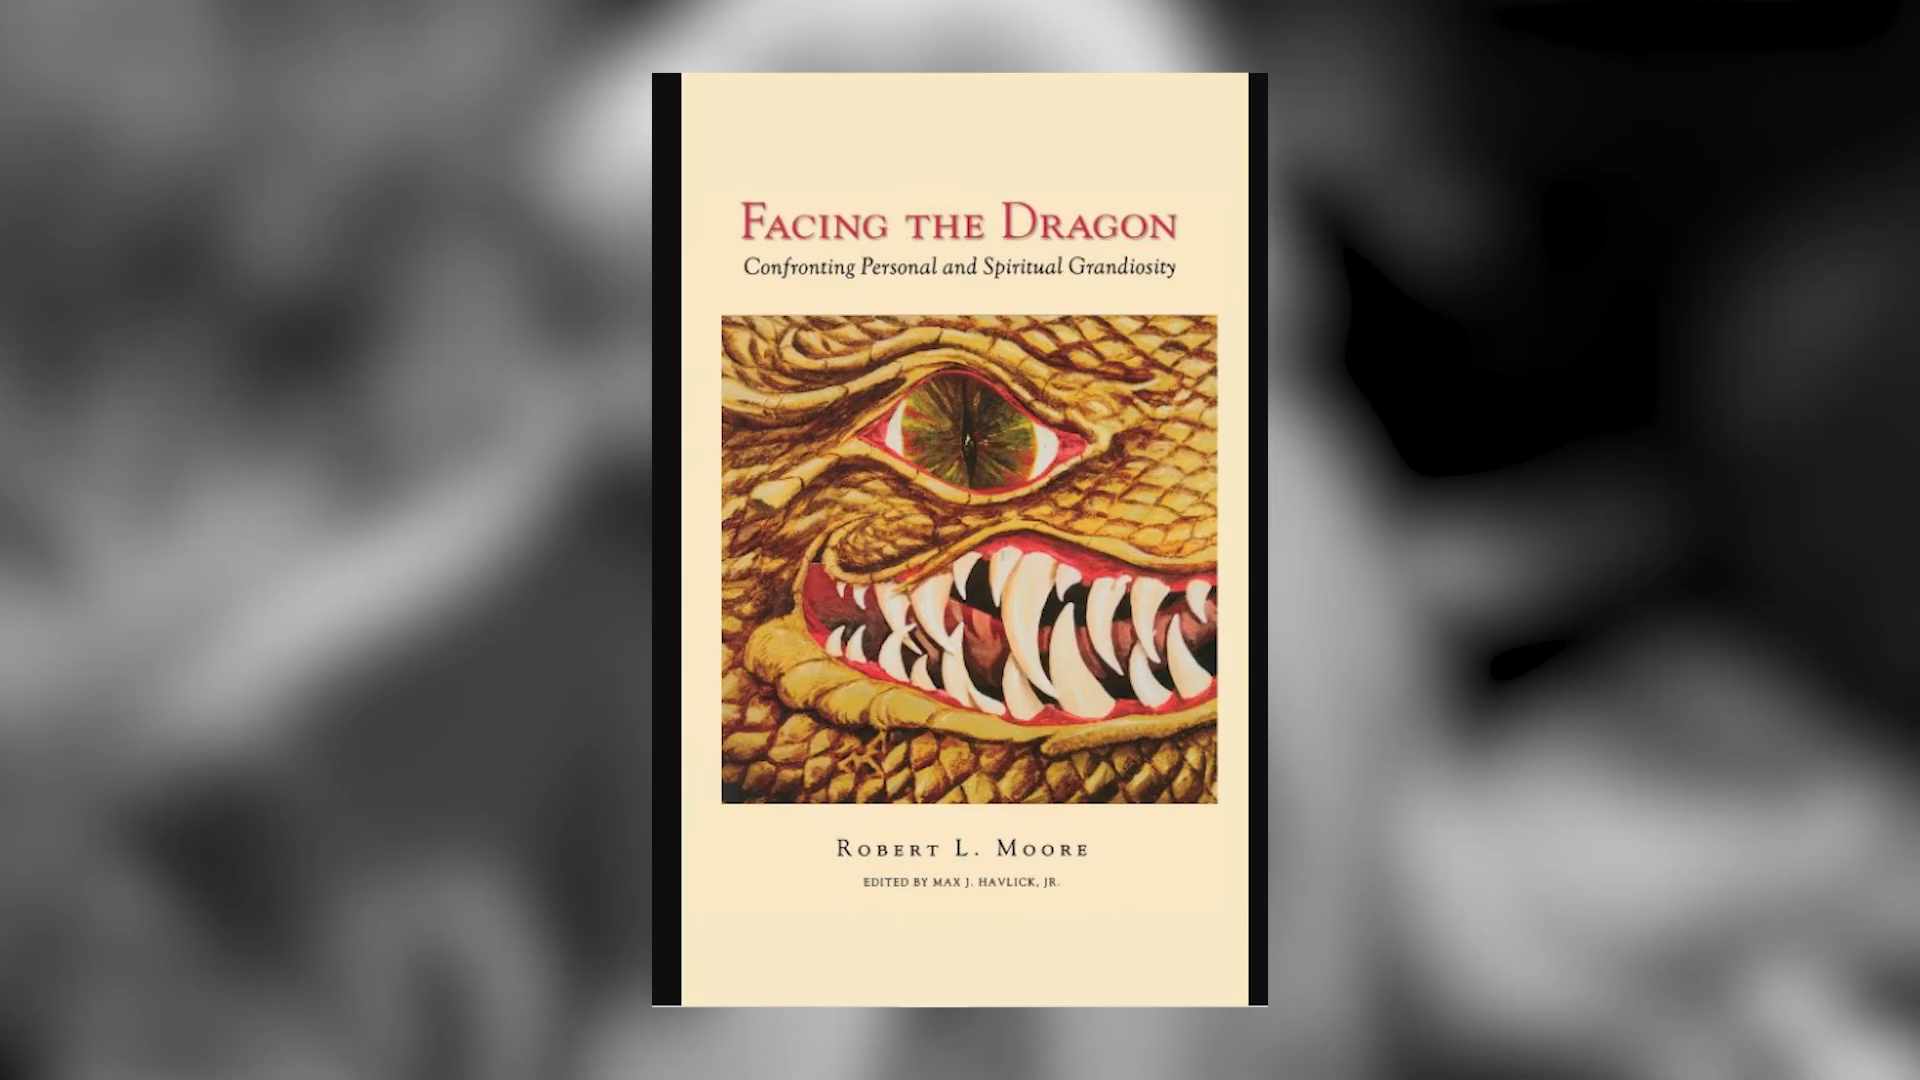 Facing the Dragon
Confronting Personal and Spiritual Grandiosity
Robert L. Moore
EDITED BY MAX J. HAVLICK, JR.